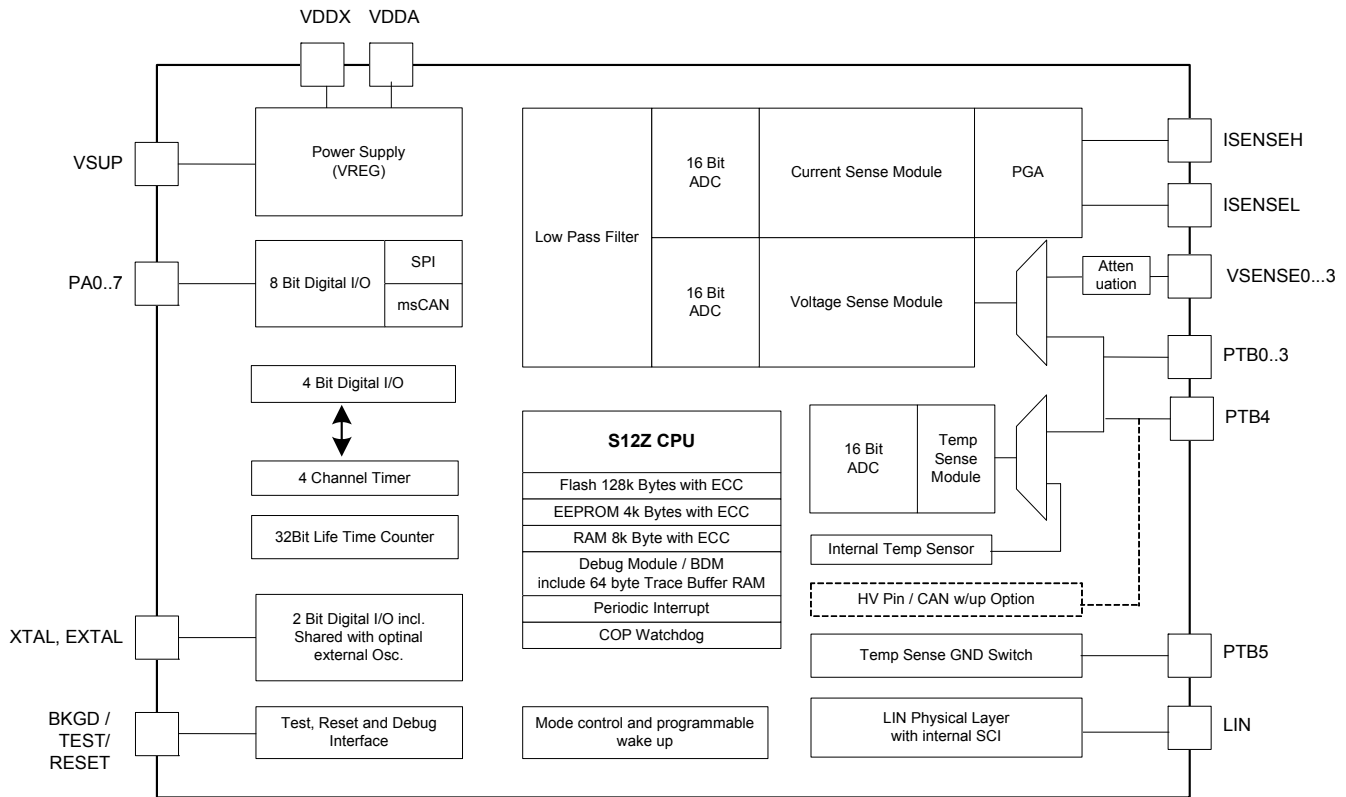 VDDX
VDDA
VSUP
Power Supply
(VREG)
PA0..7
8 Bit Digital I/O
SPI
msCAN
4 Bit Digital I/O
4 Channel Timer
32Bit Life Time Counter
XTAL, EXTAL
2 Bit Digital I/O incl.
Shared with optinal
external Osc.
BKGD /
TEST/
RESET
Test, Reset and Debug
Interface
Low Pass Filter
16 Bit
ADC
Current Sense Module
PGA
16 Bit
ADC
Voltage Sense Module
Atten
uation
ISENSEH
ISENSEL
VSENSE0...3
PTB0..3
PTB4
S12Z CPU
Flash 128k Bytes with ECC
EEPROM 4k Bytes with ECC
RAM 8k Byte with ECC
Debug Module / BDM
include 64 byte Trace Buffer RAM
Periodic Interrupt
COP Watchdog
Mode control and programmable
wake up
16 Bit
ADC
Temp
Sense
Module
Internal Temp Sensor
HV Pin / CAN w/up Option
Temp Sense GND Switch
PTB5
LIN Physical Layer
with internal SCI
LIN